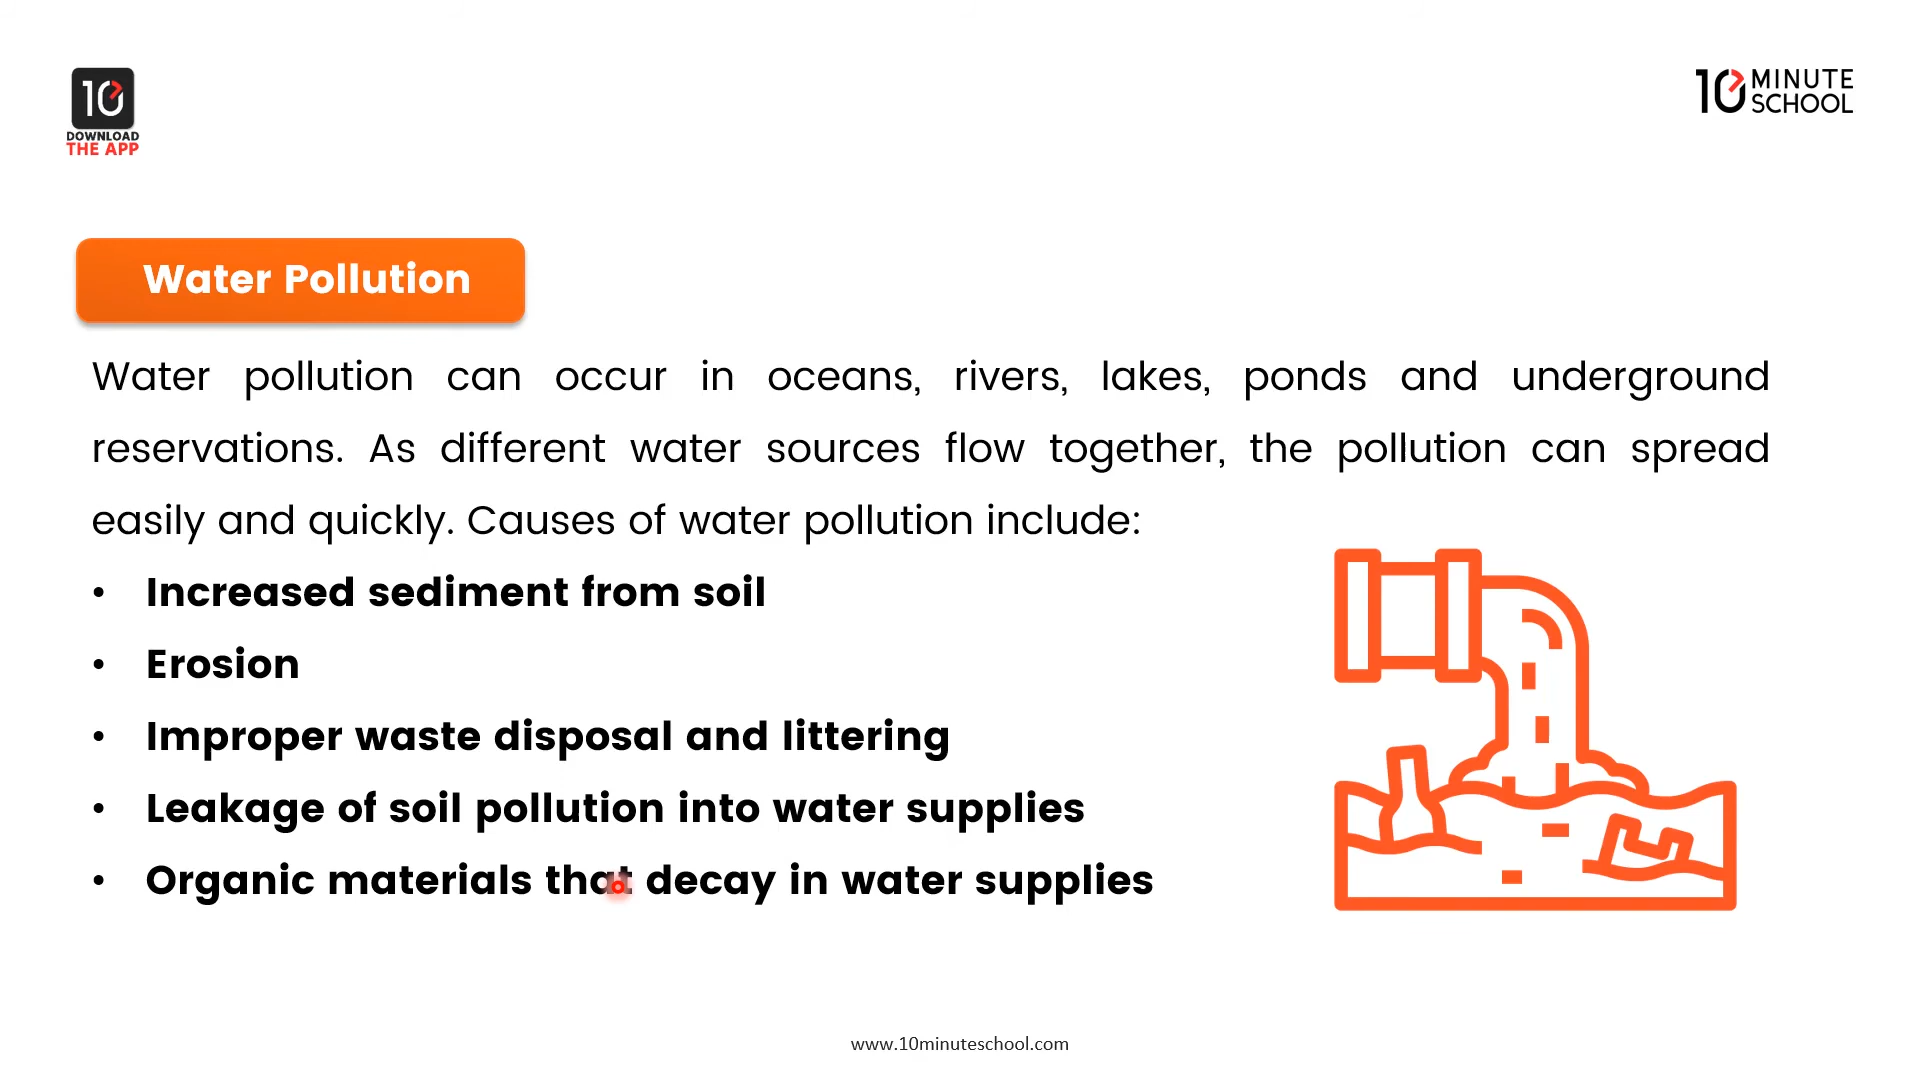 10
DOWNLOAD
THE APP
10 MINUTE
SCHOOL
Water Pollution
Water pollution can occur in oceans, rivers, lakes, ponds and underground
reservations. As different water sources flow together, the pollution can spread
easily and quickly. Causes of water pollution include:
• Increased sediment from soil
• Erosion
• Improper waste disposal and littering
• Leakage of soil pollution into water supplies
• Organic materials that decay in water supplies
www.10minuteschool.com